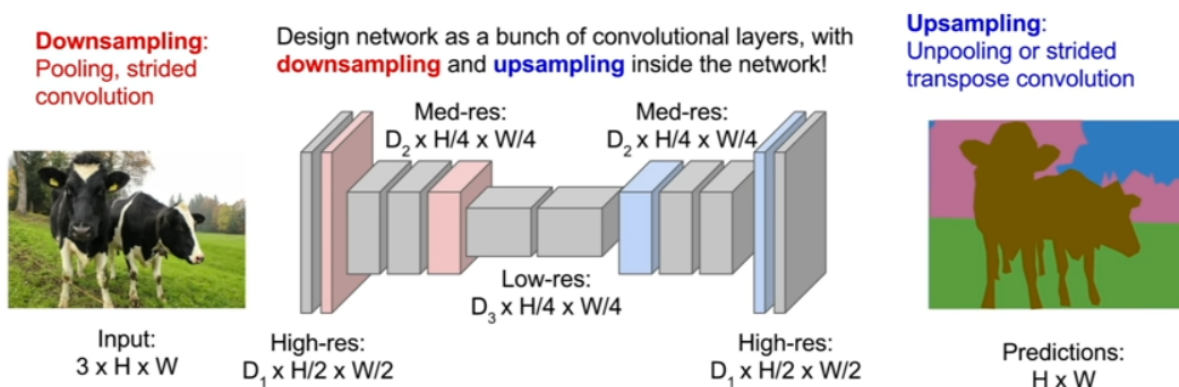 Downsampling:
Pooling, strided
convolution
Design network as a bunch of convolutional layers, with
downsampling and upsampling inside the network!
Upsampling:
Unpooling or strided
transpose convolution
Med-res:
D₂ x H/4 x W/4
Med-res:
D₂ x H/4 x W/4
Low-res:
D₃ x H/4 x W/4
Input:
3 x H x W
High-res:
D₁ x H/2 x W/2
High-res:
D₁ x H/2 x W/2
Predictions:
H x W